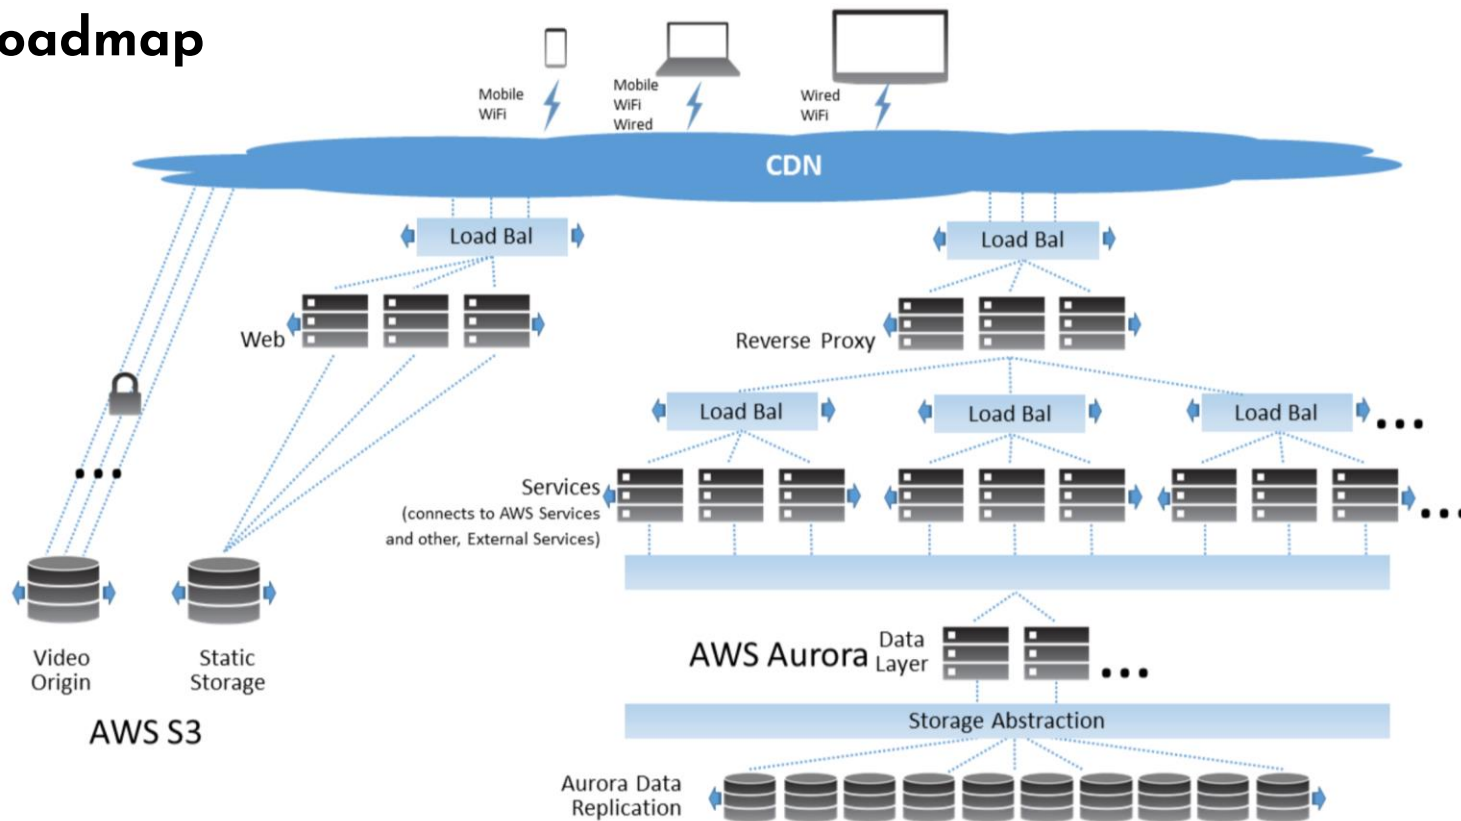 oadmap
Mobile
WiFi
Mobile
WiFi
Wired
Wired
WiFi
CDN
Load Bal
Load Bal
Web
Reverse Proxy
Load Bal
Load Bal
Load Bal
Services
(connects to AWS Services
and other, External Services)
Video
Origin
Static
Storage
AWS S3
AWS Aurora
Data
Layer
Storage Abstraction
Aurora Data
Replication